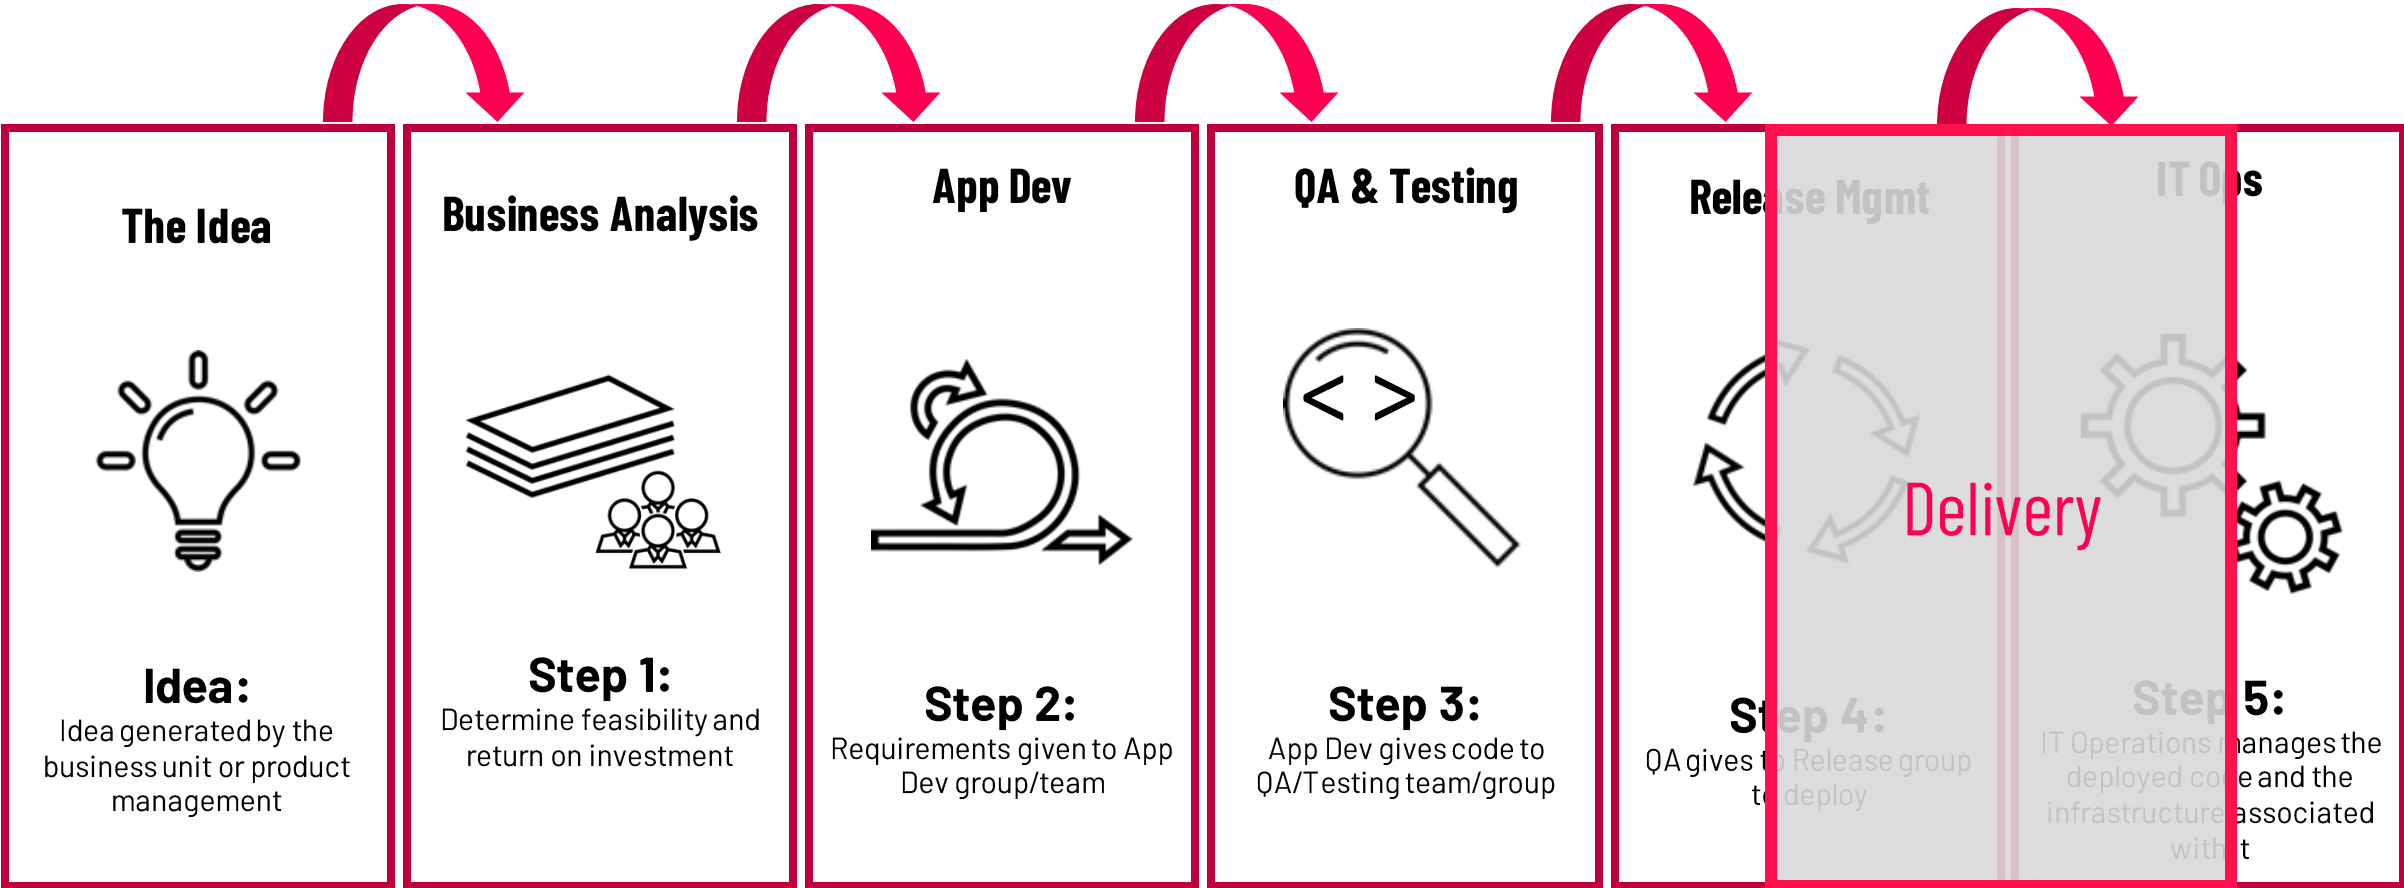 The Idea
Idea:
Idea generated by the
business unit or product
management
Business Analysis
Step 1:
Determine feasibility and
return on investment
App Dev
Step 2:
Requirements given to App
Dev group/team
QA & Testing
< >
Step 3:
App Dev gives code to
QA/Testing team/group
Release Mgmt
Step 4:
QA gives to Release group
to deploy
Delivery
IT Ops
Step 5:
IT Operations manages the
deployed code and the
infrastructure associated
with it